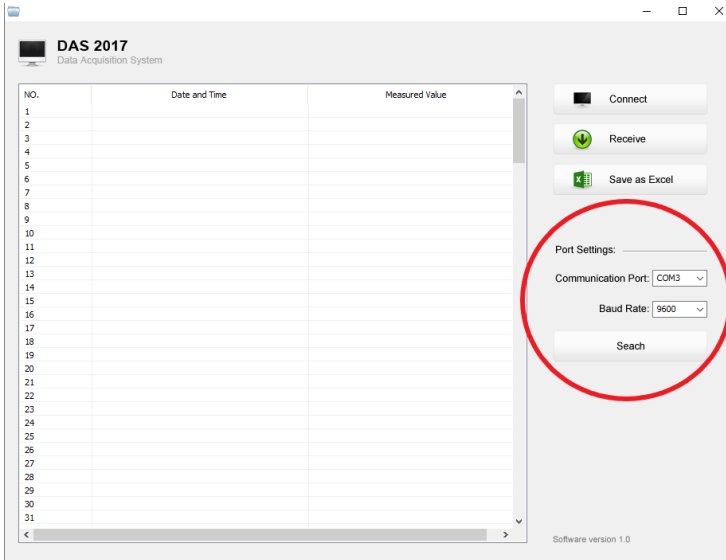 DAS 2017
Data Acquisition System
NO. Date and Time Measured Value
1
2
3
4
5
6
7
8
9
10
11
12
13
14
15
16
17
18
19
20
21
22
23
24
25
26
27
28
29
30
31
Connect
Receive
Save as Excel
Port Settings:
Communication Port: COM3
Baud Rate: 9600
Seach
Software version 1.0